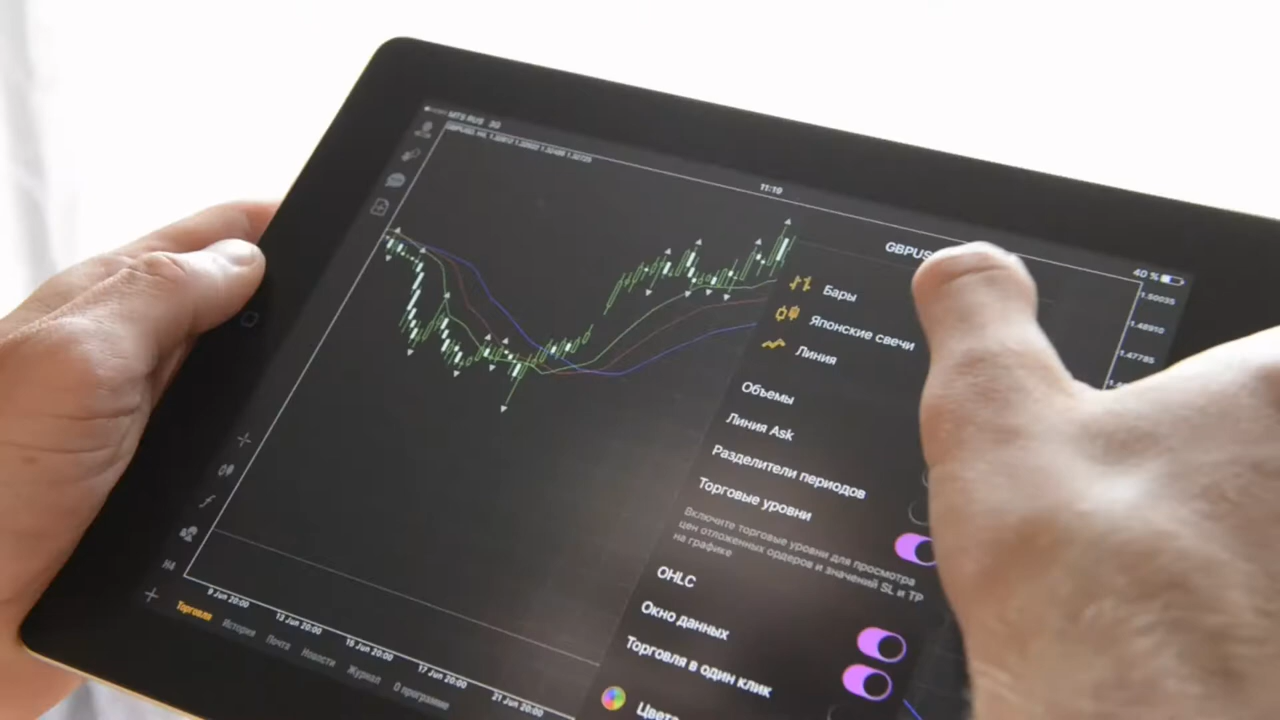 MTS RUS 3G
11:19
40 %
GBPUS
1.50035
1.48910
1.47785
Бары
Японские свечи
Линия
Объемы
Линия Ask
Разделители периодов
Торговые уровни
Включите торговые уровни для просмотра
цен отложенных ордеров и значений SL и TP
на графике
OHLC
Окно данных
Торговля в один клик
Цвета
H4
9 Jun 20:00
13 Jun 20:00
15 Jun 20:00
17 Jun 20:00
21 Jun 20:00
Торговля
История
Почта
Новости
Журнал
О программе